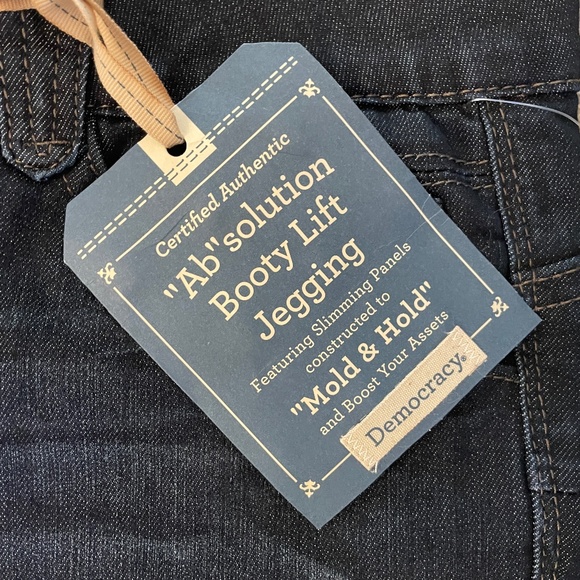 Certified Authentic
"Ab"solution
Booty Lift
Jegging
Featuring Slimming Panels
constructed to
"Mold & Hold"
and Boost Your Assets
Democracy®